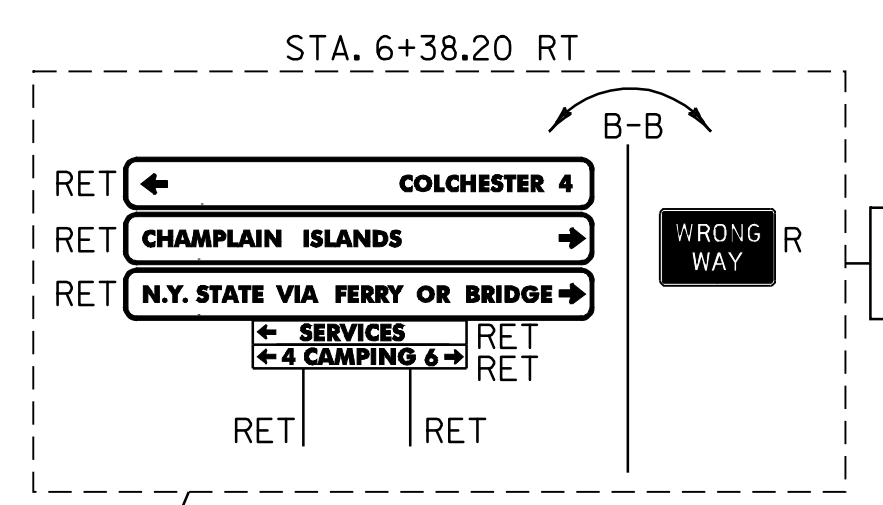 STA. 6+38.20 RT
B-B
RET ← COLCHESTER 4
RET CHAMPLAIN ISLANDS →
RET N.Y. STATE VIA FERRY OR BRIDGE →
← SERVICES RET
← 4 CAMPING 6 → RET
RET RET
WRONG
WAY R